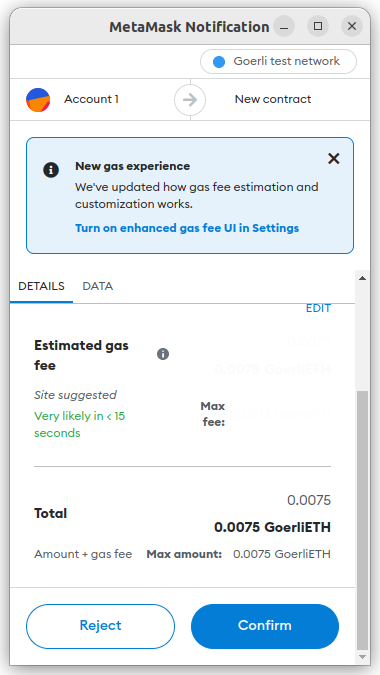 MetaMask Notification
Goerli test network
Account 1
New contract
New gas experience
We've updated how gas fee estimation and
customization works.
Turn on enhanced gas fee UI in Settings
DETAILS
DATA
EDIT
Estimated gas
fee
0.0075 GoerliETH
Site suggested
Very likely in < 15
seconds
Max
fee:
0.0075
Total
0.0075 GoerliETH
Amount + gas fee Max amount: 0.0075 GoerliETH
Reject
Confirm